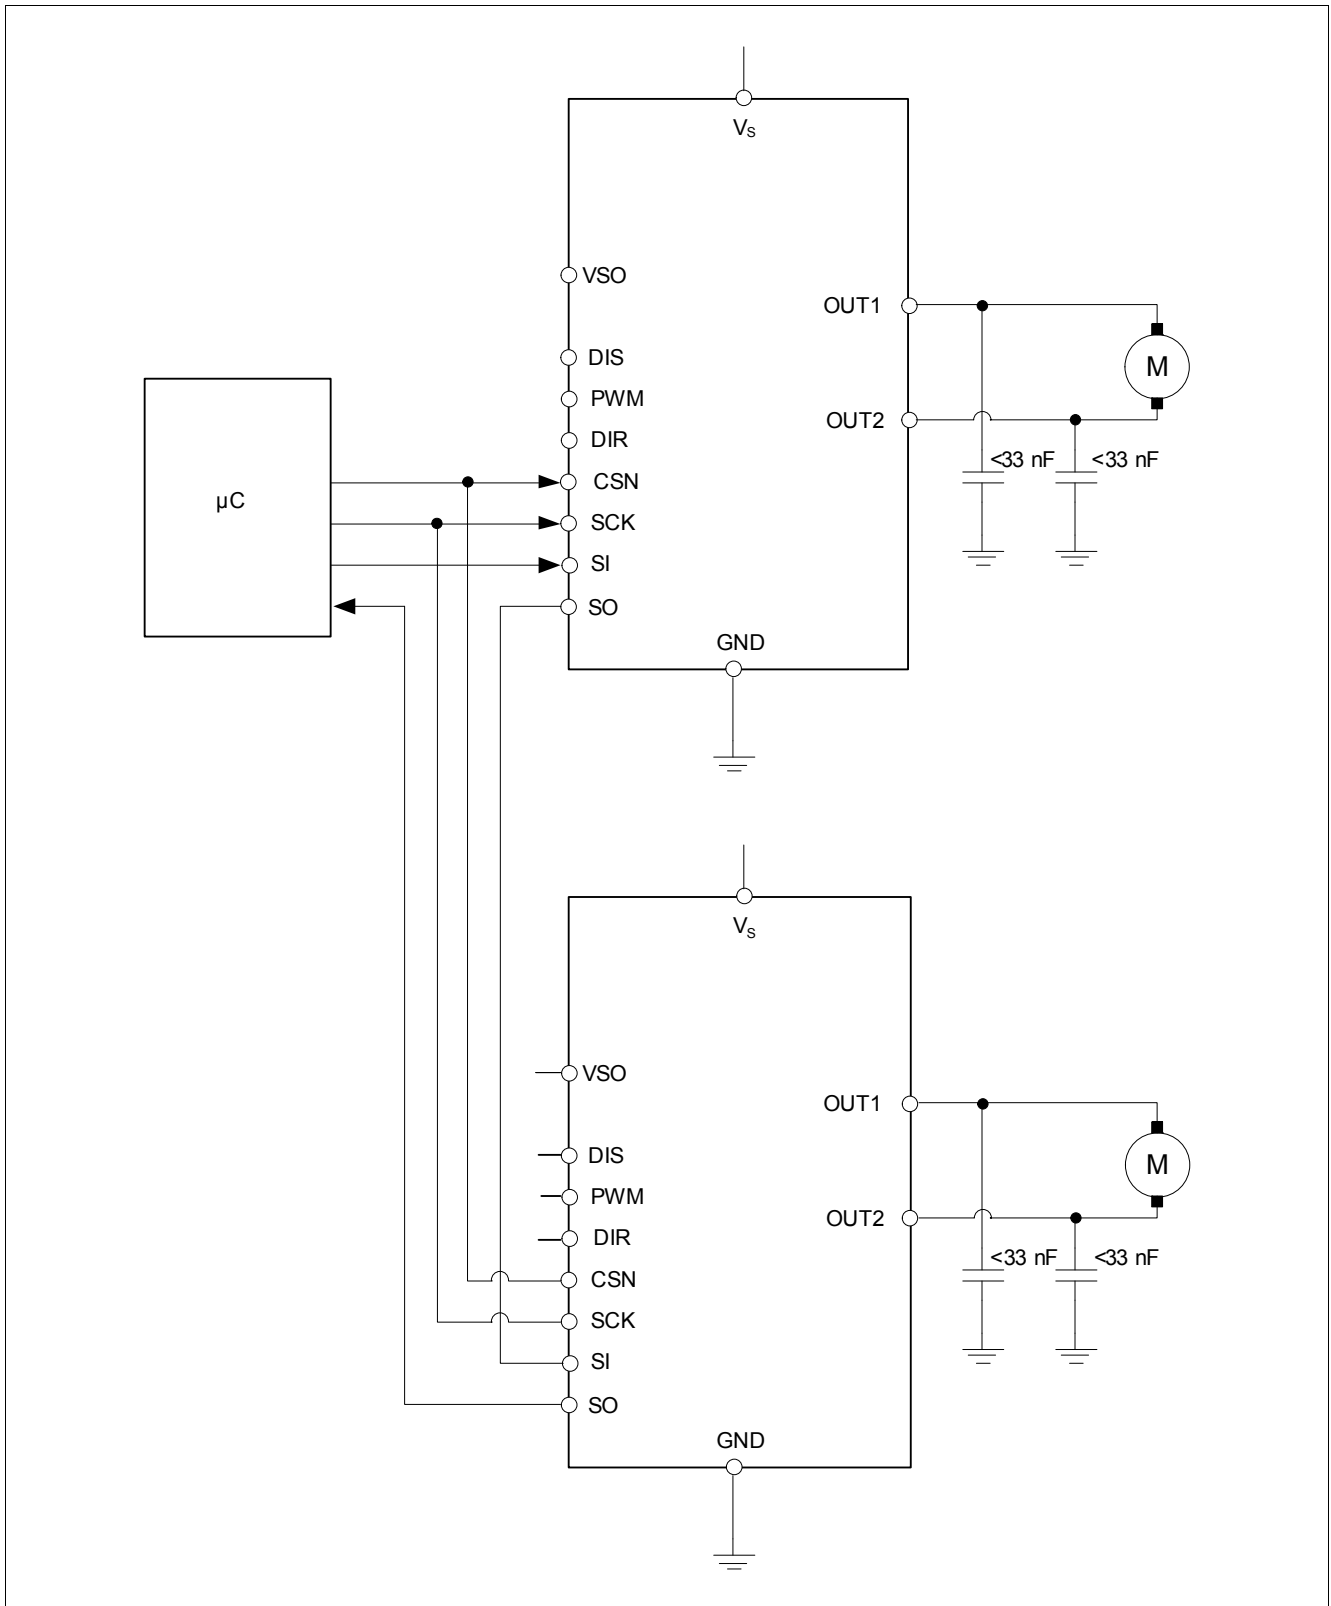 VS
VSO
OUT1
DIS
M
PWM
OUT2
DIR
<33 nF
<33 nF
CSN
µC
SCK
SI
SO
GND
VS
VSO
OUT1
DIS
M
PWM
OUT2
DIR
<33 nF
<33 nF
CSN
SCK
SI
SO
GND